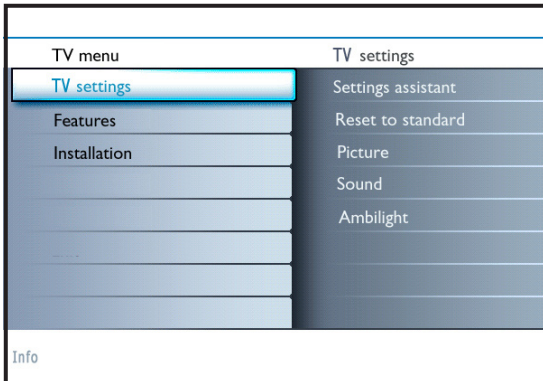 TV menu
TV settings
Features
Installation
TV settings
Settings assistant
Reset to standard
Picture
Sound
Ambilight
Info